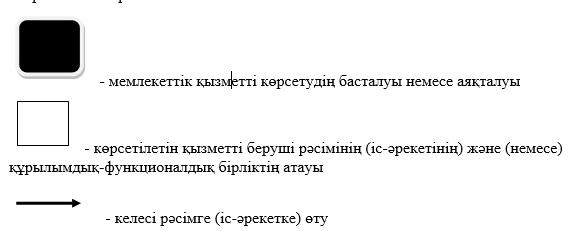 - мемлекеттік қызметті көрсетудің басталуы немесе аяқталуы
- көрсетілетін қызметті беруші рәсімінің (іс-әрекетінің) және (немесе)
құрылымдық-функционалдық бірліктің атауы
- келесі рәсімге (іс-әрекетке) өту